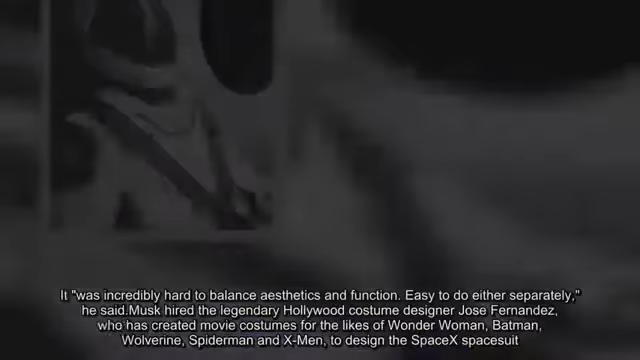 It "was incredibly hard to balance aesthetics and function. Easy to do either separately,"
he said.Musk hired the legendary Hollywood costume designer Jose Fernandez,
who has created movie costumes for the likes of Wonder Woman, Batman,
Wolverine, Spiderman and X-Men, to design the SpaceX spacesuit